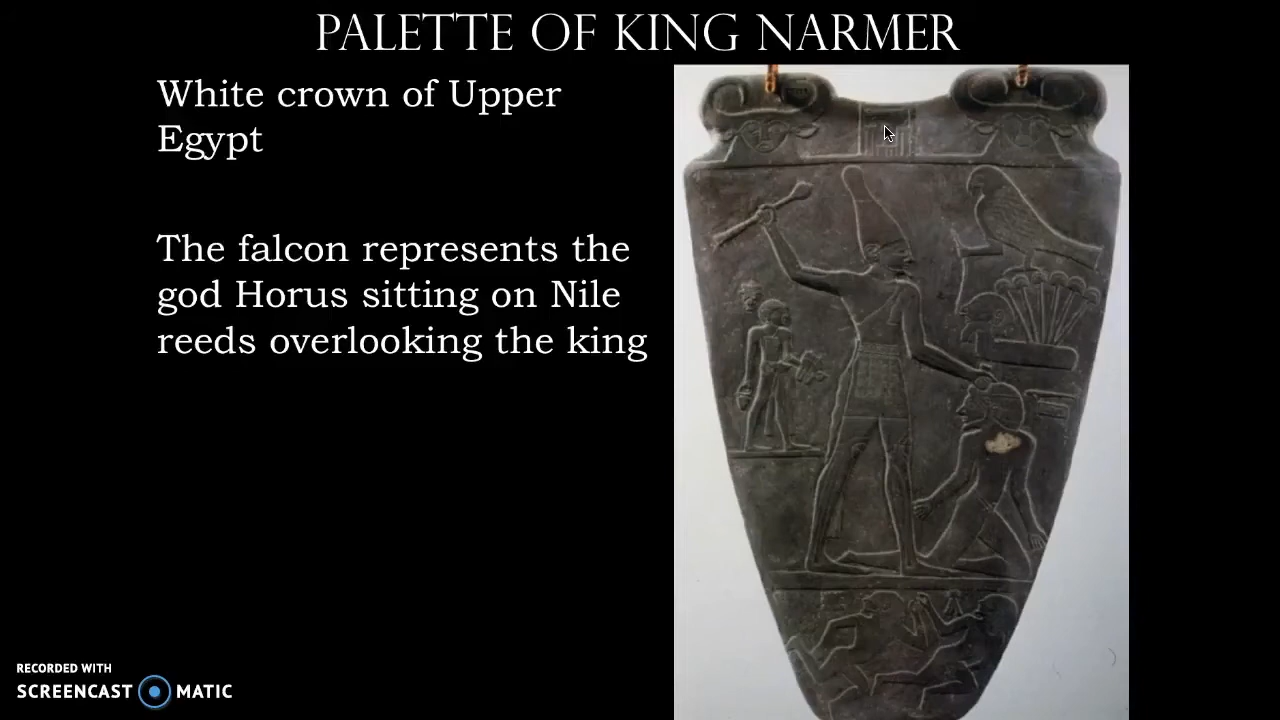 PALETTE OF KING NARMER
White crown of Upper
Egypt
The falcon represents the
god Horus sitting on Nile
reeds overlooking the king
RECORDED WITH
SCREENCAST MATIC